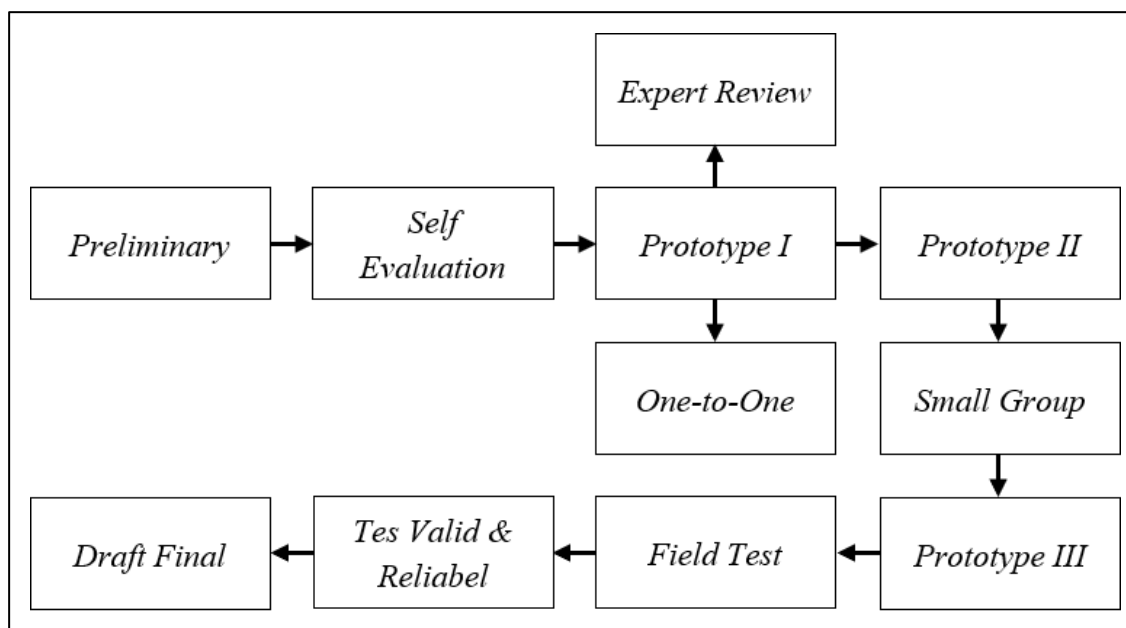 Expert Review
Preliminary
Self
Evaluation
Prototype I
Prototype II
One-to-One
Small Group
Draft Final
Tes Valid &
Reliabel
Field Test
Prototype III